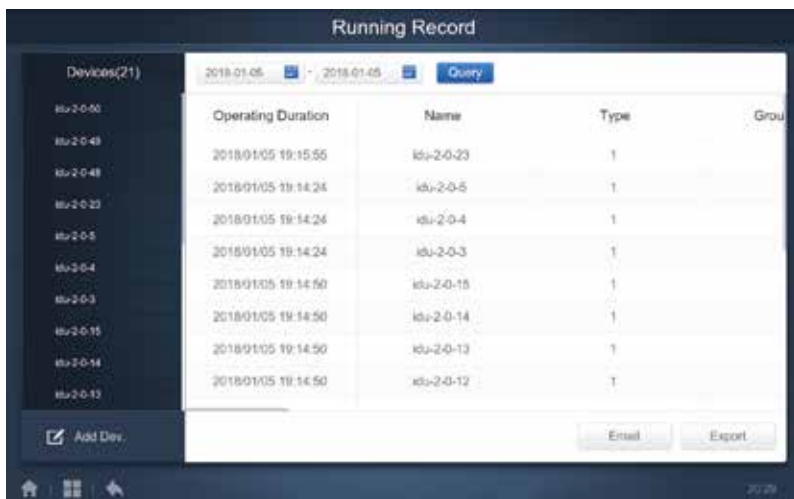 Running Record
Devices(21)
2018-01-05 - 2018-01-05 Query
idu-2-0-50
idu-2-0-49
idu-2-0-48
idu-2-0-23
idu-2-0-5
idu-2-0-4
idu-2-0-3
idu-2-0-15
idu-2-0-14
idu-2-0-13
Operating Duration Name Type Grou
2018/01/05 19:15:55 idu-2-0-23 1
2018/01/05 19:14:24 idu-2-0-5 1
2018/01/05 19:14:24 idu-2-0-4 1
2018/01/05 19:14:24 idu-2-0-3 1
2018/01/05 19:14:50 idu-2-0-15 1
2018/01/05 19:14:50 idu-2-0-14 1
2018/01/05 19:14:50 idu-2-0-13 1
2018/01/05 19:14:50 idu-2-0-12 1
Add Dev.
Email Export
20:29